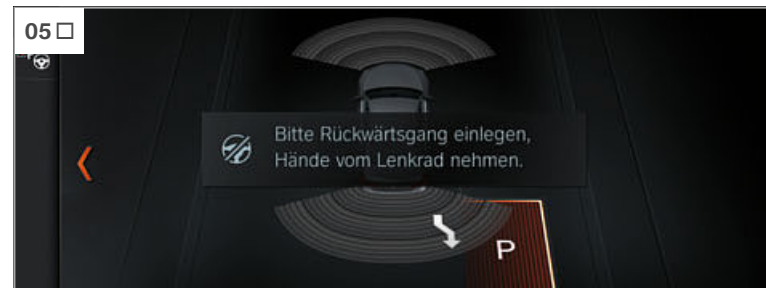 05 □
Bitte Rückwärtsgang einlegen,
Hände vom Lenkrad nehmen.
P